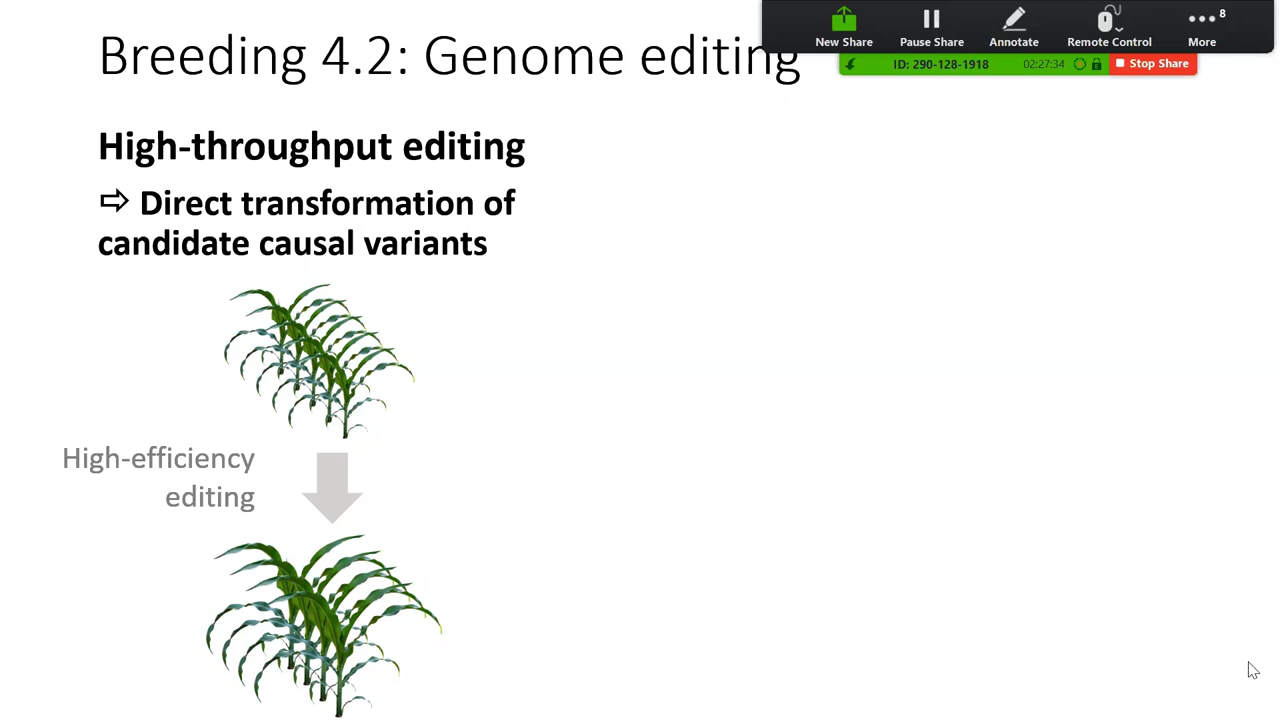 Breeding 4.2: Genome editing
New Share
Pause Share
Annotate
Remote Control
More
8
ID: 290-128-1918
02:27:34
Stop Share
High-throughput editing
⇨ Direct transformation of
candidate causal variants
High-efficiency
editing